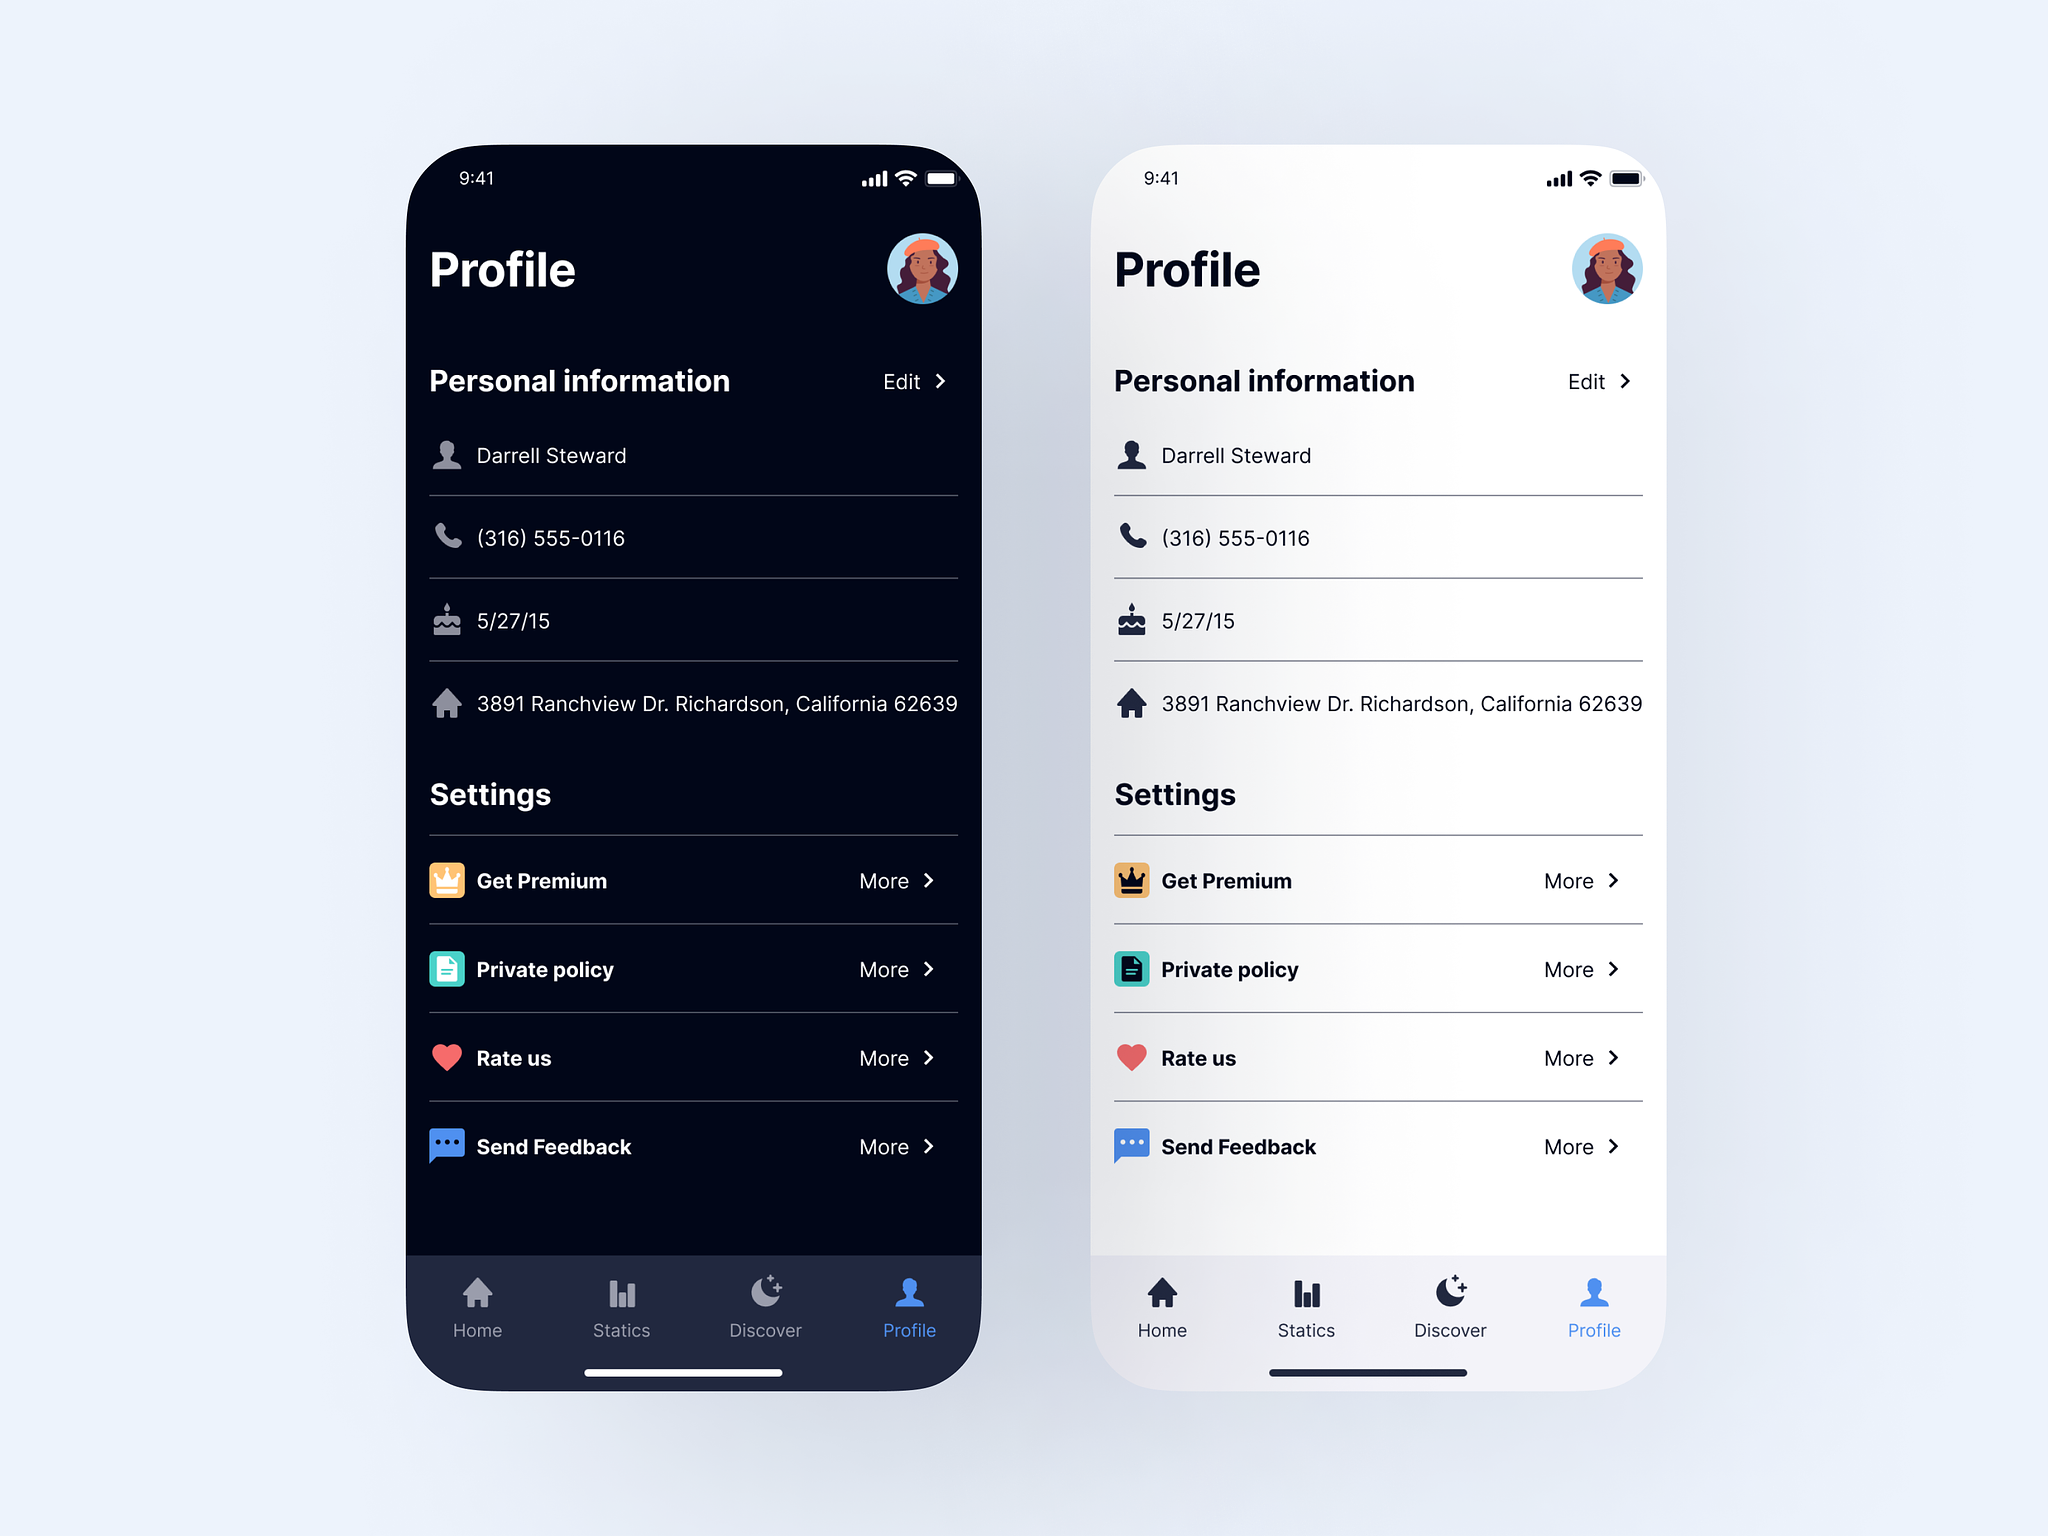 9:41
Profile
Personal information
Edit
Darrell Steward
(316) 555-0116
5/27/15
3891 Ranchview Dr. Richardson, California 62639
Settings
Get Premium
More
Private policy
More
Rate us
More
Send Feedback
More
Home
Statics
Discover
Profile
9:41
Profile
Personal information
Edit
Darrell Steward
(316) 555-0116
5/27/15
3891 Ranchview Dr. Richardson, California 62639
Settings
Get Premium
More
Private policy
More
Rate us
More
Send Feedback
More
Home
Statics
Discover
Profile